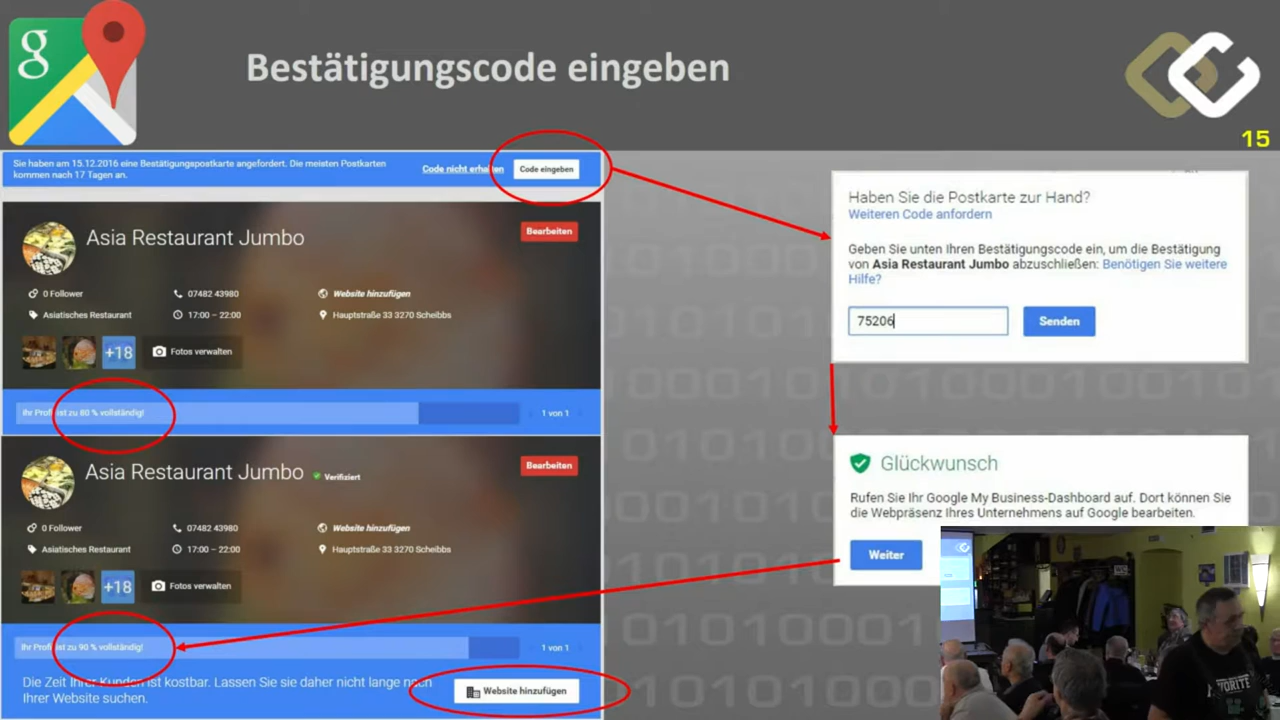 g
Bestätigungscode eingeben
15
Sie haben am 15.12.2016 eine Bestätigungspostkarte angefordert. Die meisten Postkarten
kommen nach 17 Tagen an.
Code nicht erhalten
Code eingeben
Asia Restaurant Jumbo
Bearbeiten
0 Follower
07482 43980
Website hinzufügen
Asiatisches Restaurant
17:00 – 22:00
Hauptstraße 33 3270 Scheibbs
+18
Fotos verwalten
Ihr Profil ist zu 80 % vollständig!
1 von 1
Asia Restaurant Jumbo
Verifiziert
Bearbeiten
0 Follower
07482 43980
Website hinzufügen
Asiatisches Restaurant
17:00 – 22:00
Hauptstraße 33 3270 Scheibbs
+18
Fotos verwalten
Ihr Profil ist zu 90 % vollständig!
1 von 1
Die Zeit Ihrer Kunden ist kostbar. Lassen Sie sie daher nicht lange nach
Ihrer Website suchen.
Website hinzufügen
Haben Sie die Postkarte zur Hand?
Weiteren Code anfordern
Geben Sie unten Ihren Bestätigungscode ein, um die Bestätigung
von Asia Restaurant Jumbo abzuschließen: Benötigen Sie weitere
Hilfe?
75206
Senden
Glückwunsch
Rufen Sie Ihr Google My Business-Dashboard auf. Dort können Sie
die Webpräsenz Ihres Unternehmens auf Google bearbeiten.
Weiter